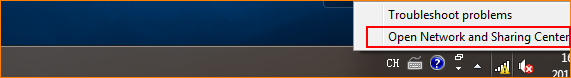 Troubleshoot problems
Open Network and Sharing Center
CH